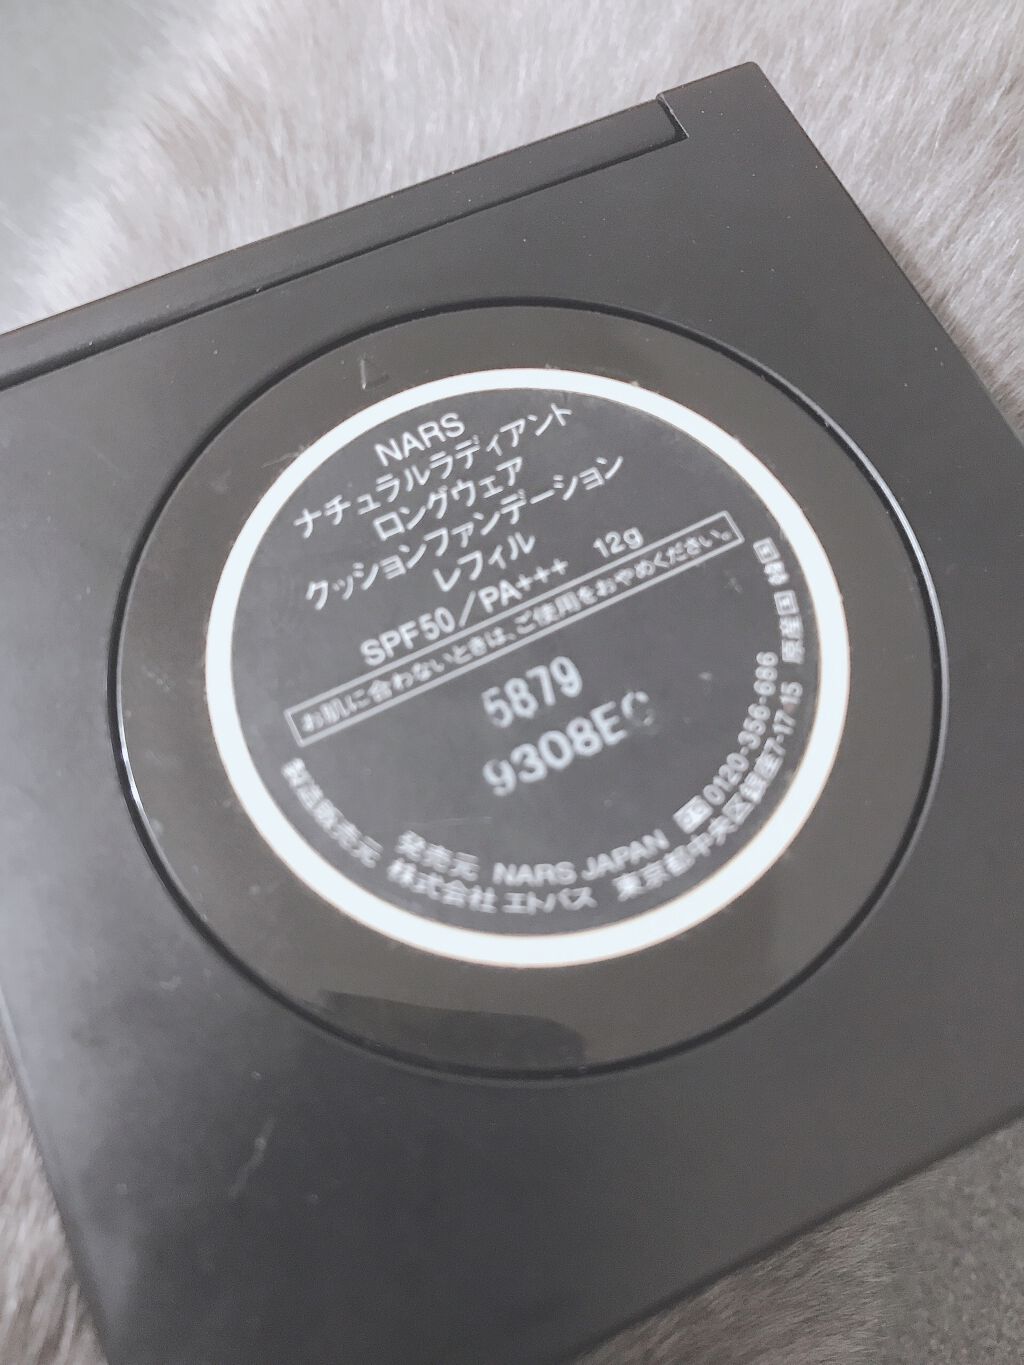 NARS
ナチュラルラディアント
ロングウェア
クッションファンデーション
レフィル
SPF50／PA+++ 12g
お肌に合わないときは、ご使用をおやめください。
5879
9308EC
発売元 NARS JAPAN 0120-356-686 原産国
製造販売元 株式会社 エトバス 東京都中央区銀座7-17-15